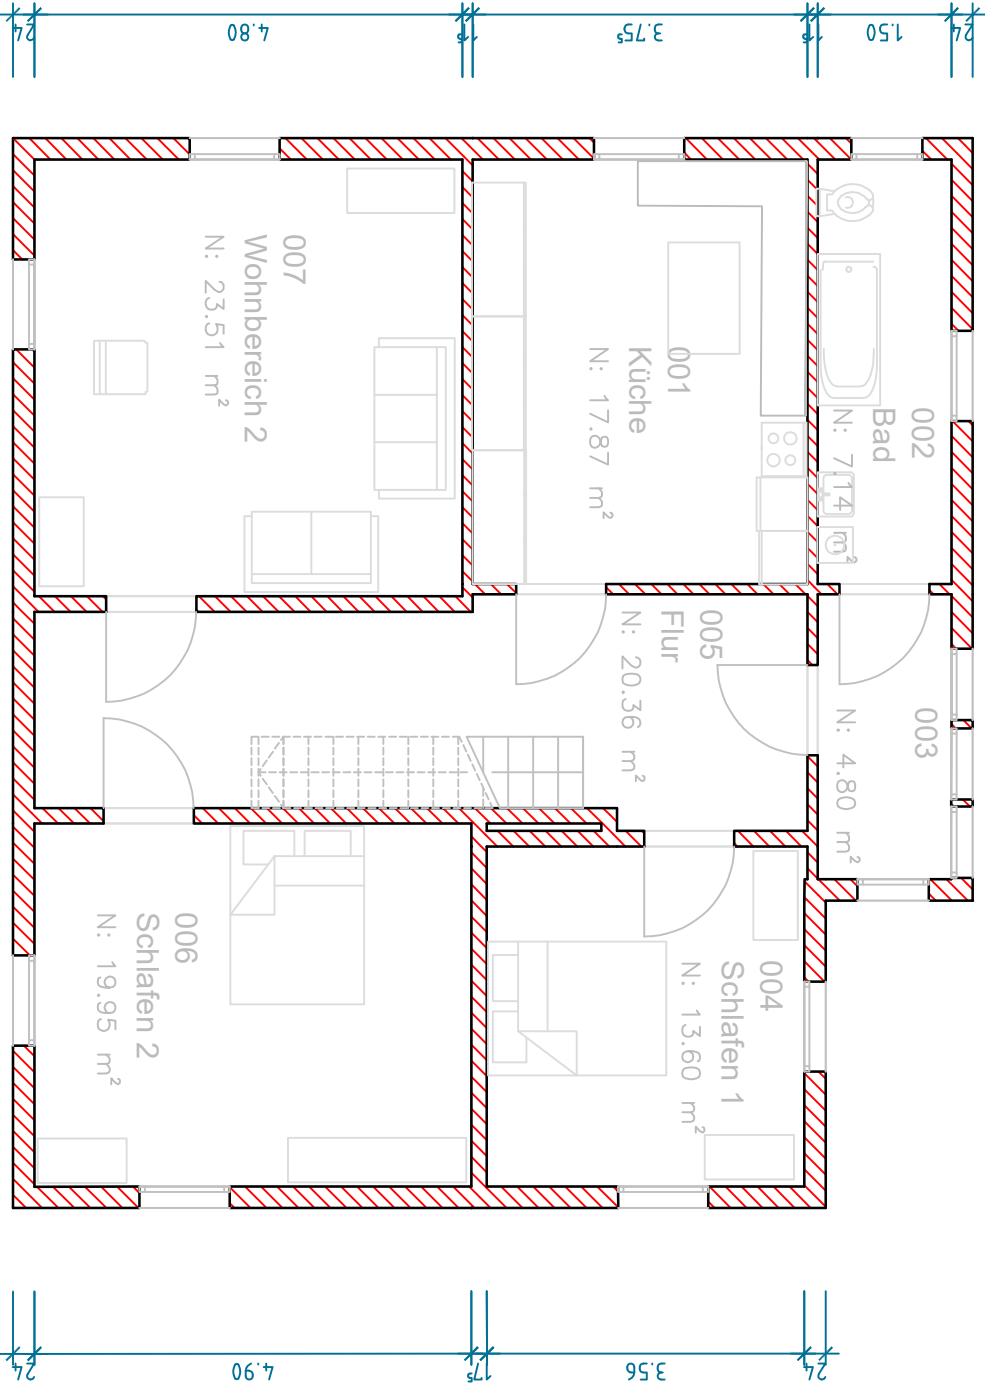 24
4.80
11⁵
3.75⁵
11⁵
1.50
24
007
Wohnbereich 2
N: 23.51 m²
001
Küche
N: 17.87 m²
002
Bad
N: 7.14 m²
005
Flur
N: 20.36 m²
003
N: 4.80 m²
006
Schlafen 2
N: 19.95 m²
004
Schlafen 1
N: 13.60 m²
24
4.90
17⁵
3.56
24